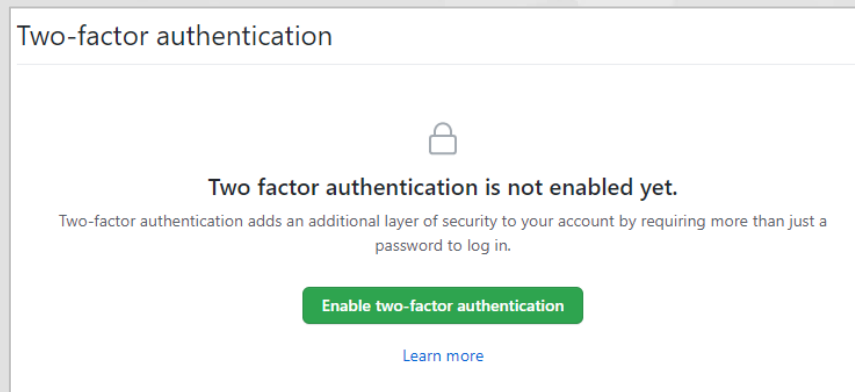 Two-factor authentication
Two factor authentication is not enabled yet.
Two-factor authentication adds an additional layer of security to your account by requiring more than just a
password to log in.
Enable two-factor authentication
Learn more